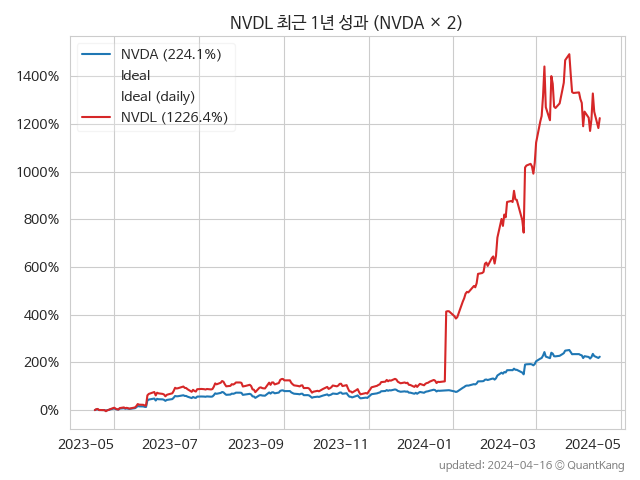 NVDL 최근 1년 성과 (NVDA × 2)
NVDA (224.1%)
Ideal
Ideal (daily)
NVDL (1226.4%)
1400%
1200%
1000%
800%
600%
400%
200%
0%
2023-05 2023-07 2023-09 2023-11 2024-01 2024-03 2024-05
updated: 2024-04-16 © QuantKang